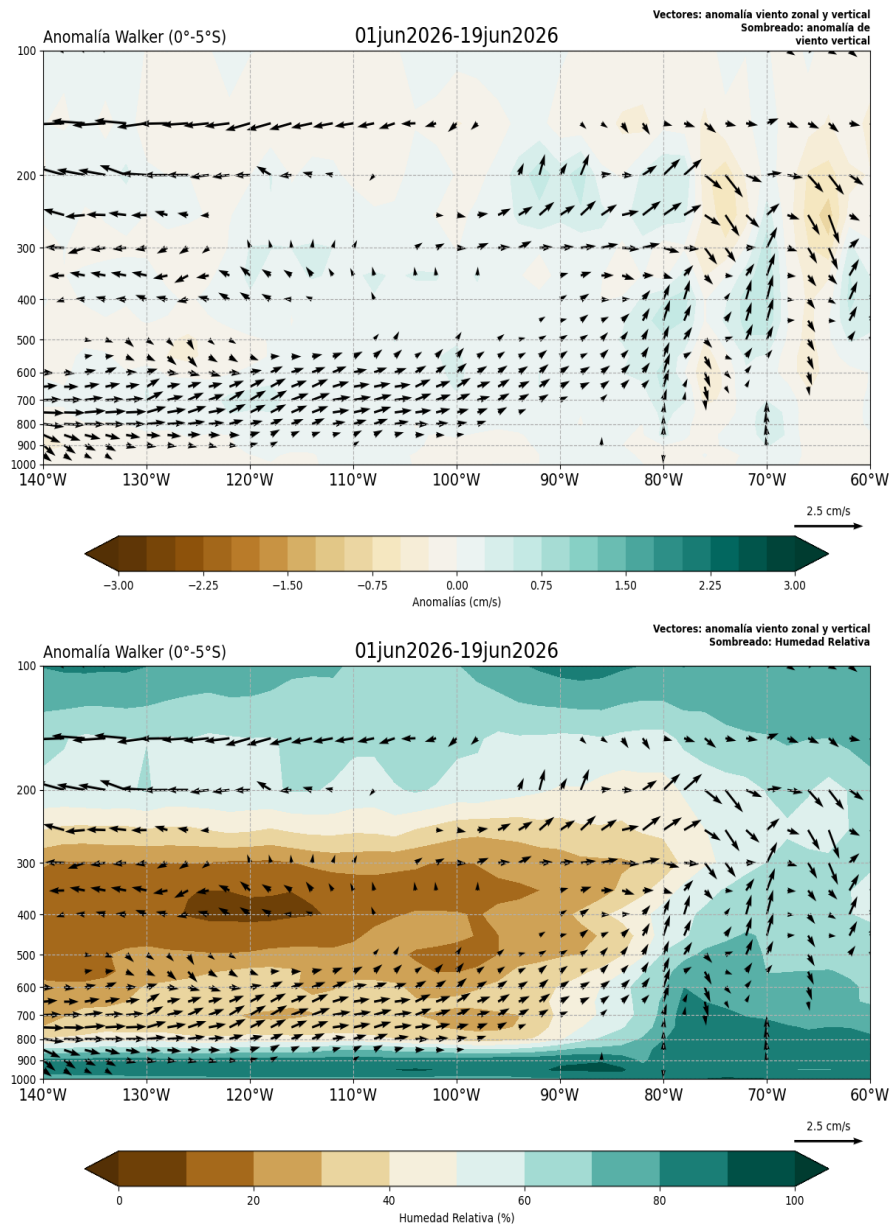 Vectores: anomalía viento zonal y vertical
Sombreado: anomalía de
viento vertical
Anomalía Walker (0°-5°S)
01jun2026-19jun2026
100
200
300
400
500
600
700
800
900
1000
140°W 130°W 120°W 110°W 100°W 90°W 80°W 70°W 60°W
2.5 cm/s
−3.00 −2.25 −1.50 −0.75 0.00 0.75 1.50 2.25 3.00
Anomalías (cm/s)
Vectores: anomalía viento zonal y vertical
Sombreado: Humedad Relativa
Anomalía Walker (0°-5°S)
01jun2026-19jun2026
100
200
300
400
500
600
700
800
900
1000
140°W 130°W 120°W 110°W 100°W 90°W 80°W 70°W 60°W
2.5 cm/s
0 20 40 60 80 100
Humedad Relativa (%)